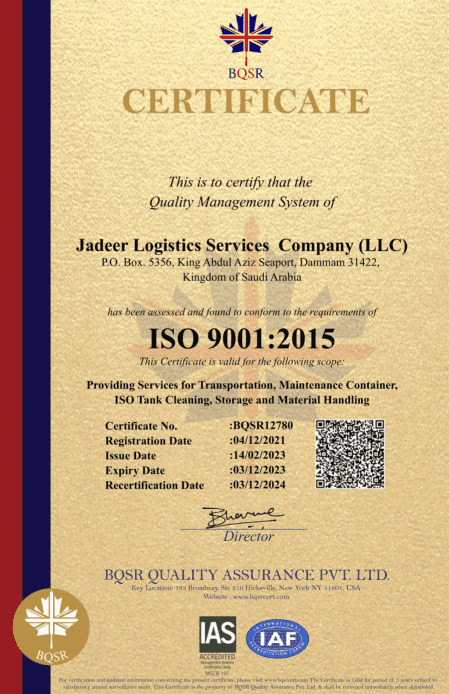 BQSR
CERTIFICATE
This is to certify that the
Quality Management System of
Jadeer Logistics Services Company (LLC)
P.O. Box. 5356, King Abdul Aziz Seaport, Dammam 31422,
Kingdom of Saudi Arabia
has been assessed and found to conform to the requirements of
ISO 9001:2015
This Certificate is valid for the following scope:
Providing Services for Transportation, Maintenance Container,
ISO Tank Cleaning, Storage and Material Handling
Certificate No. :BQSR12780
Registration Date :04/12/2021
Issue Date :14/02/2023
Expiry Date :03/12/2023
Recertification Date :03/12/2024
Director
BQSR QUALITY ASSURANCE PVT. LTD.
Key Location: 183 Broadway, Ste 210 Hicksville, New York NY 11801, USA
Website : www.bqsrcert.com
BQSR
IAS
ACCREDITED
Management Systems
Certification Body
MSCB-
INTERNATIONAL
IAF
ACCREDITATION FORUM
For verification and updated information concerning the present certificate, please visit www.bqsrcert.com The Certificate is valid for period of 3 years subject to
satisfactory annual surveillance audit. This Certificate is the property of BQSR Quality Assurance Pvt. Ltd. & shall be returned immediately when demanded.